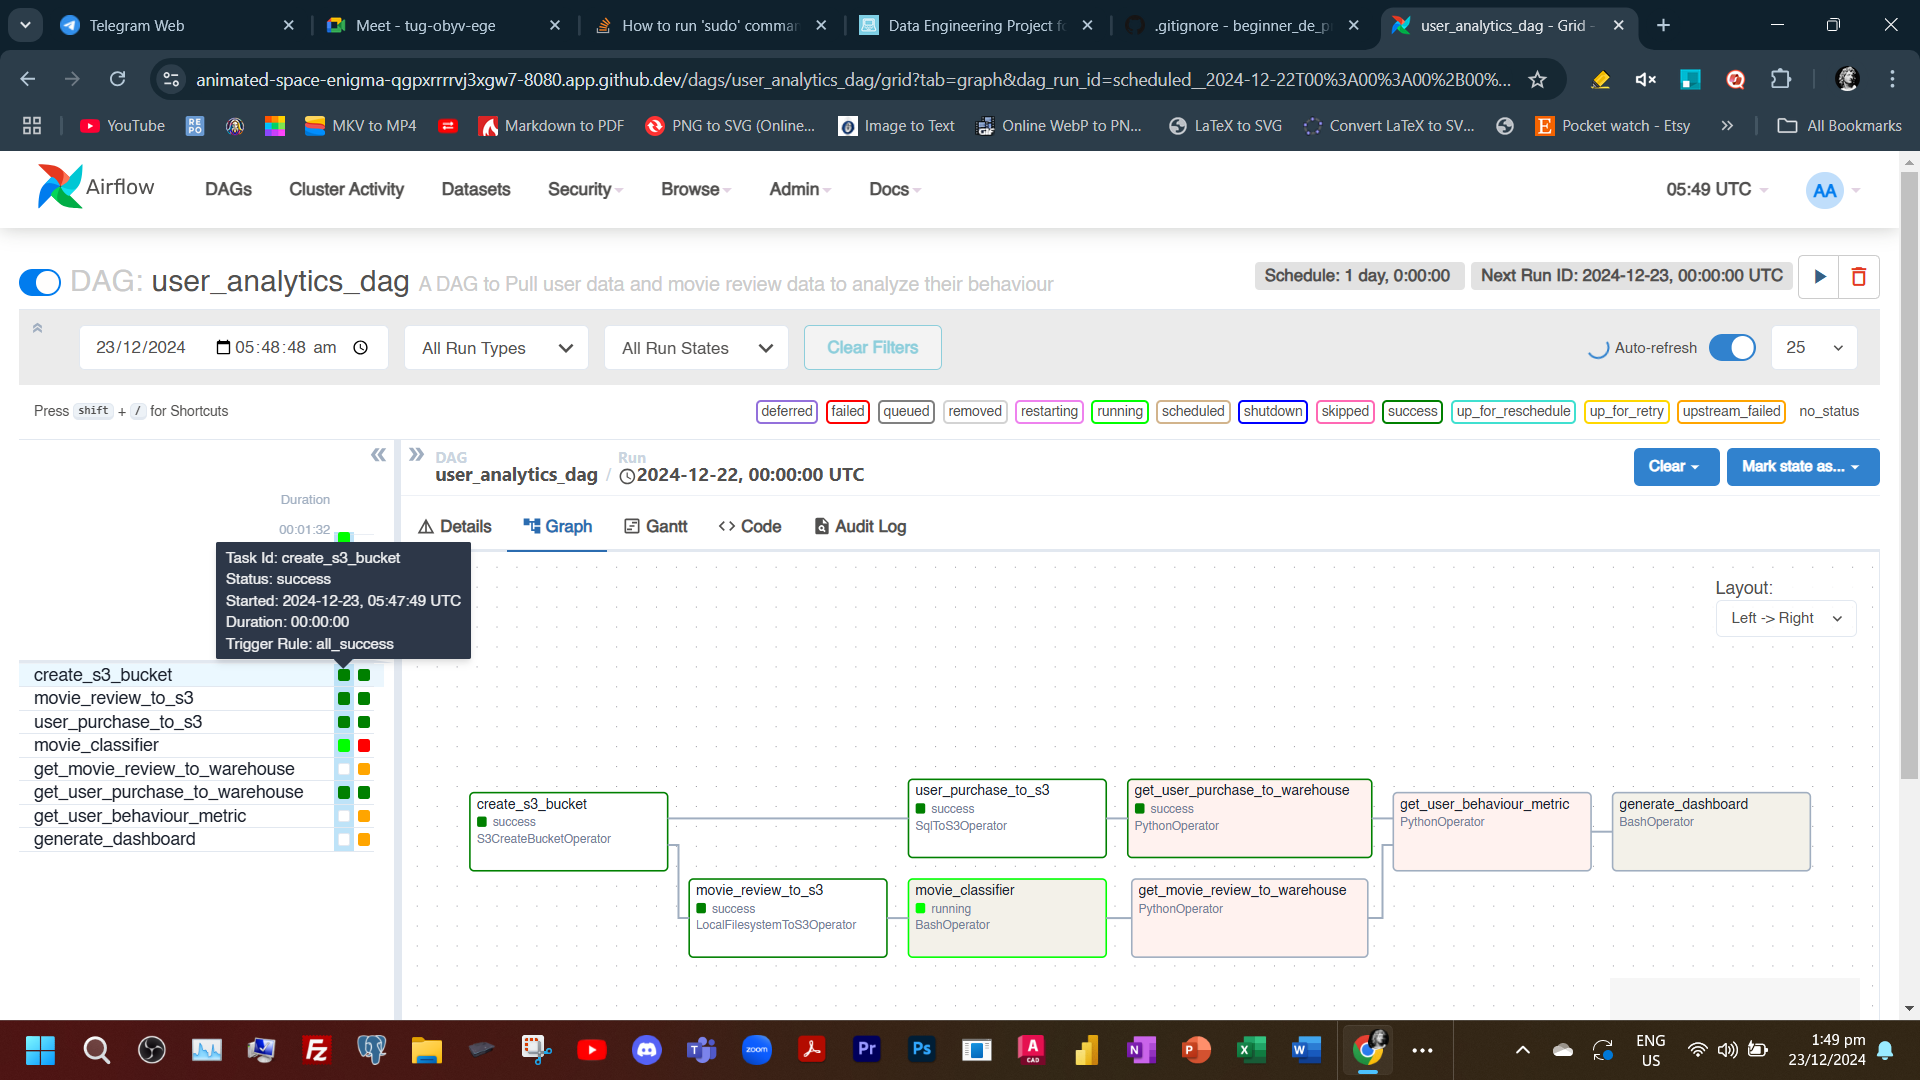 Telegram Web
Meet - tug-obyv-ege
How to run 'sudo' comman
Data Engineering Project fo
.gitignore - beginner_de_pr
user_analytics_dag - Grid -
animated-space-enigma-qgpxrrrrvj3xgw7-8080.app.github.dev/dags/user_analytics_dag/grid?tab=graph&dag_run_id=scheduled__2024-12-22T00%3A00%3A00%2B00%...
YouTube
REPO
MKV to MP4
Markdown to PDF
PNG to SVG (Online...
Image to Text
Online WebP to PN...
LaTeX to SVG
Convert LaTeX to SV...
Pocket watch - Etsy
All Bookmarks
Airflow
DAGs
Cluster Activity
Datasets
Security
Browse
Admin
Docs
05:49 UTC
AA
DAG: user_analytics_dag A DAG to Pull user data and movie review data to analyze their behaviour
Schedule: 1 day, 0:00:00
Next Run ID: 2024-12-23, 00:00:00 UTC
23/12/2024 05:48:48 am
All Run Types
All Run States
Clear Filters
Auto-refresh
25
Press shift + / for Shortcuts
deferred
failed
queued
removed
restarting
running
scheduled
shutdown
skipped
success
up_for_reschedule
up_for_retry
upstream_failed
no_status
DAG
user_analytics_dag
/
Run
2024-12-22, 00:00:00 UTC
Clear
Mark state as...
Duration
00:01:32
Details
Graph
Gantt
Code
Audit Log
Task Id: create_s3_bucket
Status: success
Started: 2024-12-23, 05:47:49 UTC
Duration: 00:00:00
Trigger Rule: all_success
create_s3_bucket
movie_review_to_s3
user_purchase_to_s3
movie_classifier
get_movie_review_to_warehouse
get_user_purchase_to_warehouse
get_user_behaviour_metric
generate_dashboard
Layout:
Left -> Right
create_s3_bucket
success
S3CreateBucketOperator
user_purchase_to_s3
success
SqlToS3Operator
get_user_purchase_to_warehouse
success
PythonOperator
get_user_behaviour_metric
PythonOperator
generate_dashboard
BashOperator
movie_review_to_s3
success
LocalFilesystemToS3Operator
movie_classifier
running
BashOperator
get_movie_review_to_warehouse
PythonOperator
zoom
Pr
Ps
A
CAD
N
P
X
W
ENG
US
1:49 pm
23/12/2024